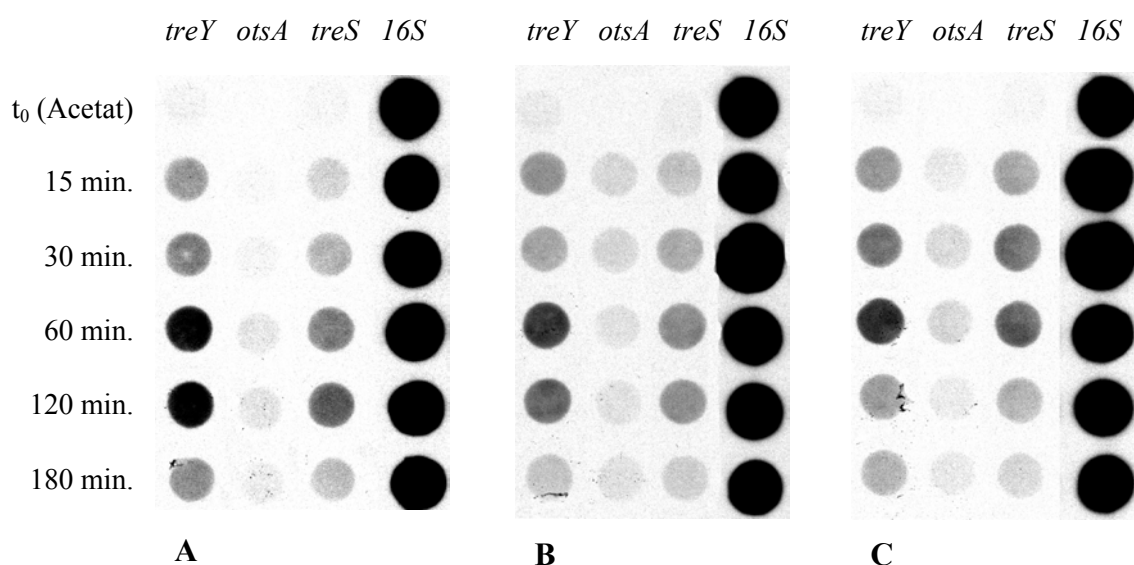 treY otsA treS 16S treY otsA treS 16S treY otsA treS 16S
t₀ (Acetat)
15 min.
30 min.
60 min.
120 min.
180 min.
A B C